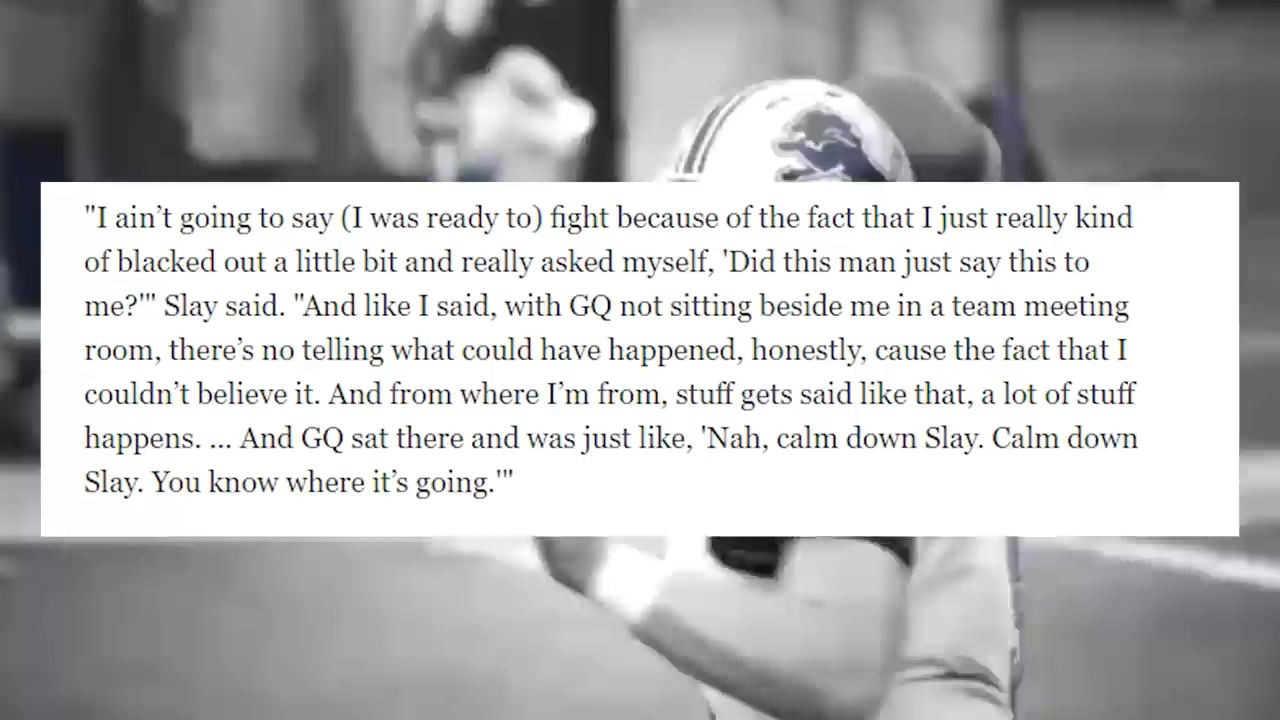 "I ain’t going to say (I was ready to) fight because of the fact that I just really kind
of blacked out a little bit and really asked myself, 'Did this man just say this to
me?'" Slay said. "And like I said, with GQ not sitting beside me in a team meeting
room, there’s no telling what could have happened, honestly, cause the fact that I
couldn’t believe it. And from where I’m from, stuff gets said like that, a lot of stuff
happens. ... And GQ sat there and was just like, 'Nah, calm down Slay. Calm down
Slay. You know where it’s going.'"